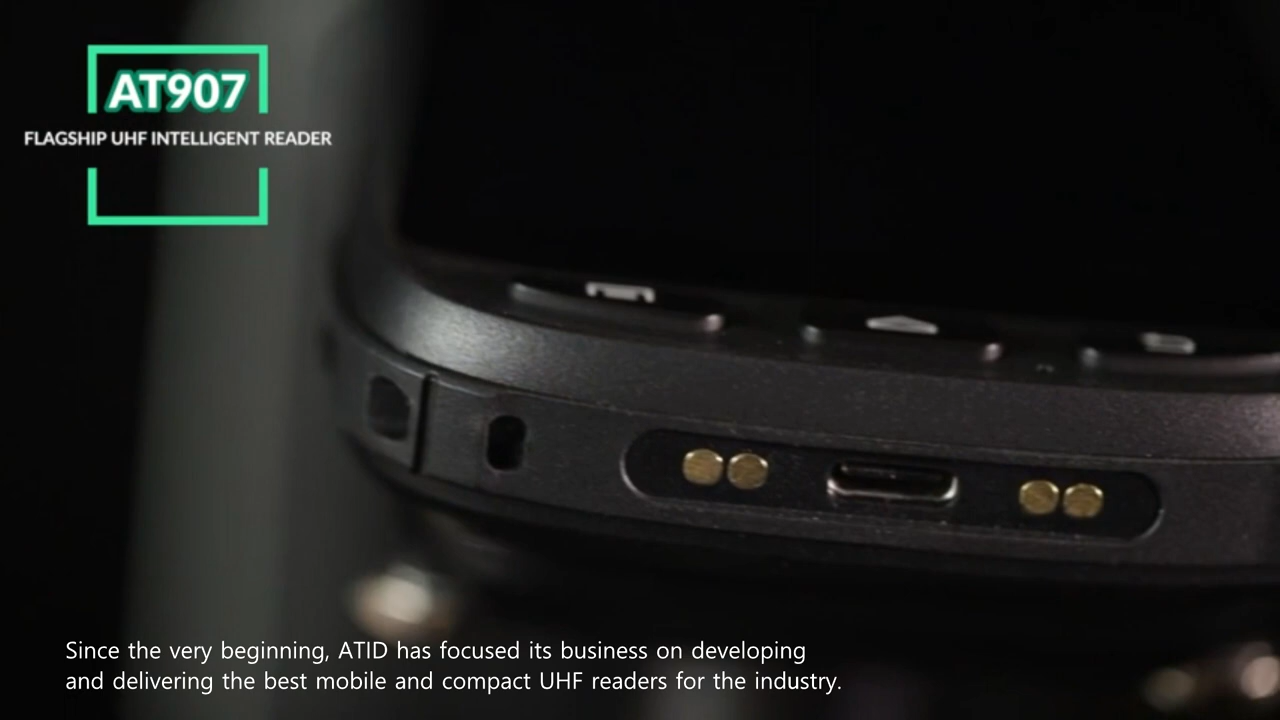 AT907
FLAGSHIP UHF INTELLIGENT READER
Since the very beginning, ATID has focused its business on developing
and delivering the best mobile and compact UHF readers for the industry.